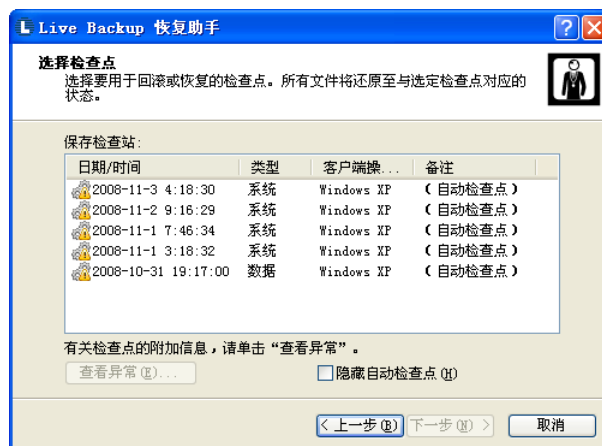 Live Backup 恢复助手
选择检查点
选择要用于回滚或恢复的检查点。所有文件将还原至与选定检查点对应的
状态。
保存检查站:
日期/时间 类型 客户端操... 备注
2008-11-3 4:18:30 系统 Windows XP (自动检查点)
2008-11-2 9:16:29 系统 Windows XP (自动检查点)
2008-11-1 7:46:34 系统 Windows XP (自动检查点)
2008-11-1 3:18:32 系统 Windows XP (自动检查点)
2008-10-31 19:17:00 数据 Windows XP (自动检查点)
有关检查点的附加信息，请单击“查看异常”。
查看异常(E)... 隐藏自动检查点(H)
< 上一步(B) 下一步(N) > 取消